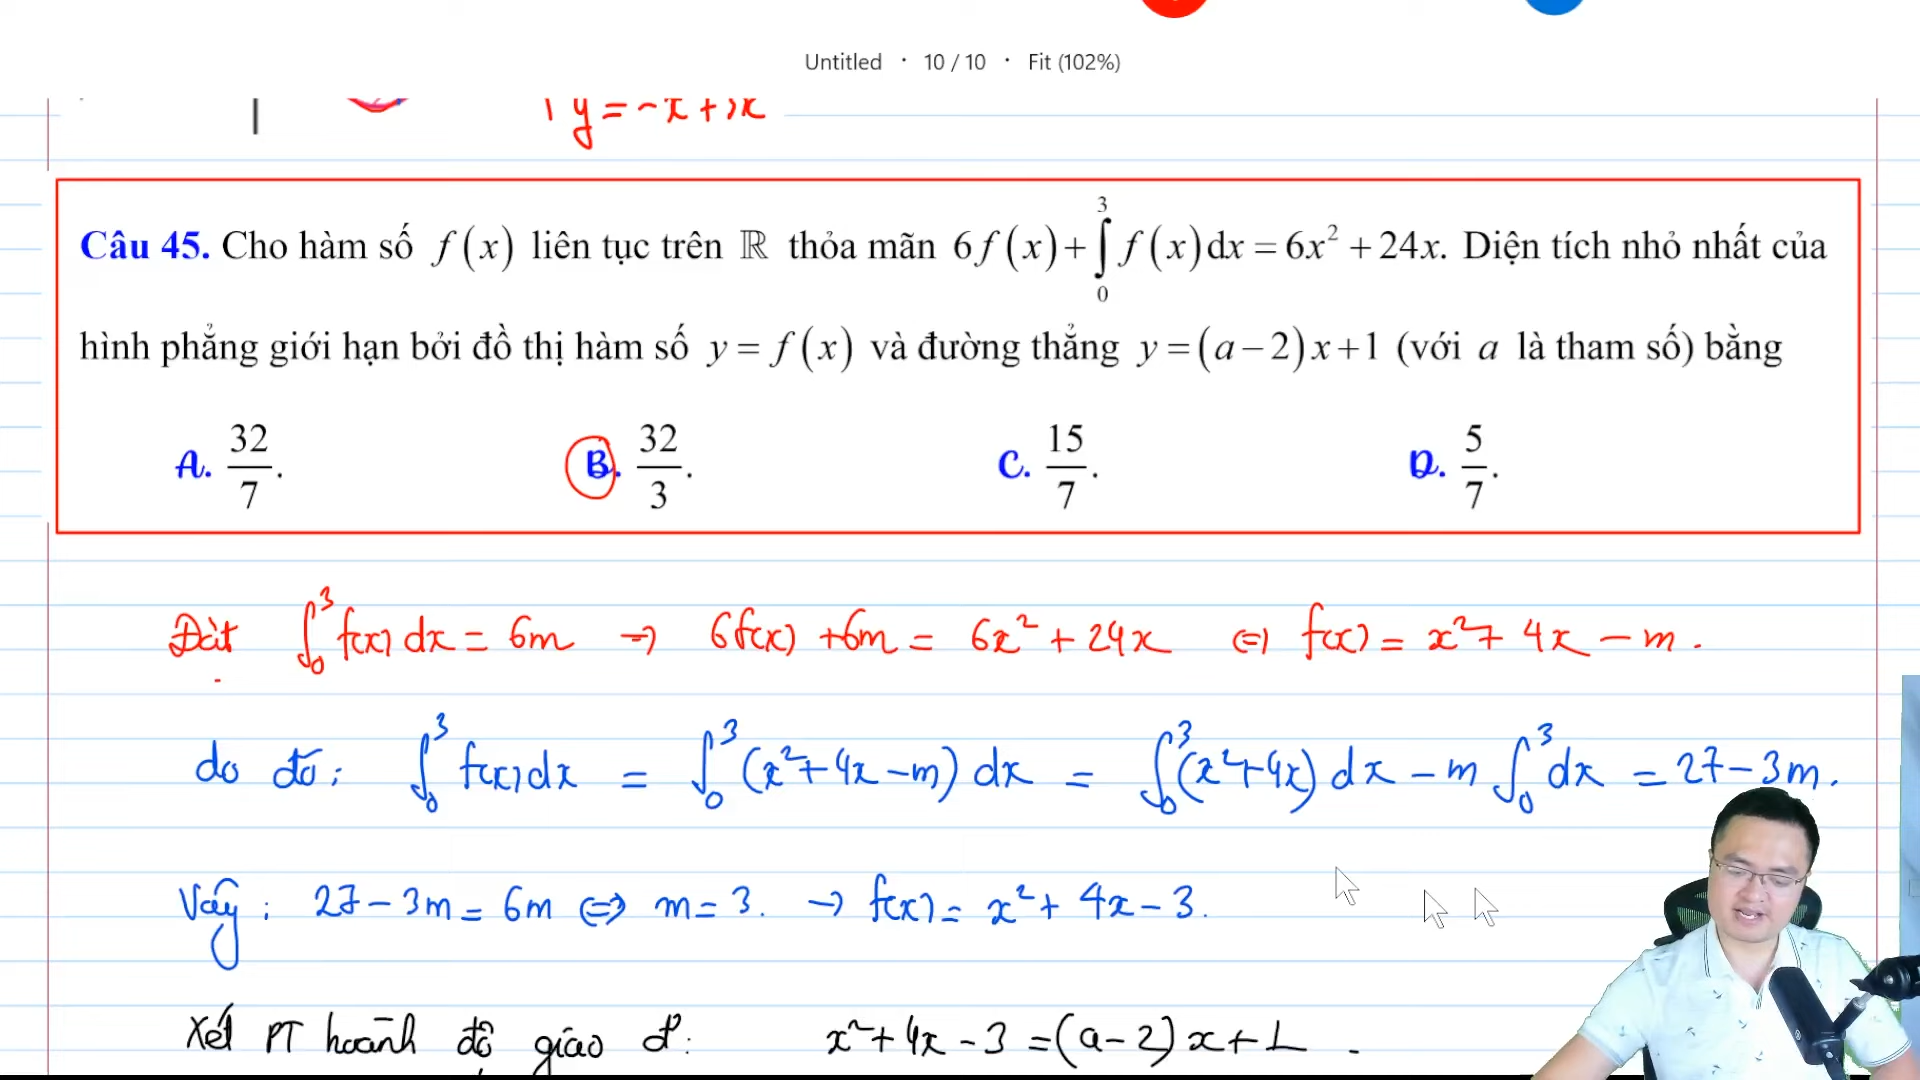 Untitled · 10 / 10 · Fit (102%)
Câu 45. Cho hàm số f(x) liên tục trên ℝ thỏa mãn 6f(x)+∫₀³ f(x)dx = 6x² + 24x. Diện tích nhỏ nhất của
hình phẳng giới hạn bởi đồ thị hàm số y = f(x) và đường thẳng y = (a−2)x+1 (với a là tham số) bằng
A. 32/7. B. 32/3. C. 15/7. D. 5/7.
Đặt ∫₀³ f(x) dx = 6m → 6f(x) + 6m = 6x² + 24x ⇔ f(x) = x² + 4x − m.
do đó: ∫₀³ f(x) dx = ∫₀³ (x² + 4x − m) dx = ∫₀³ (x² + 4x) dx − m ∫₀³ dx = 27 − 3m.
Vậy: 27 − 3m = 6m ⇔ m = 3. → f(x) = x² + 4x − 3.
Xét PT hoành độ giao đ: x² + 4x − 3 = (a − 2)x + 1.